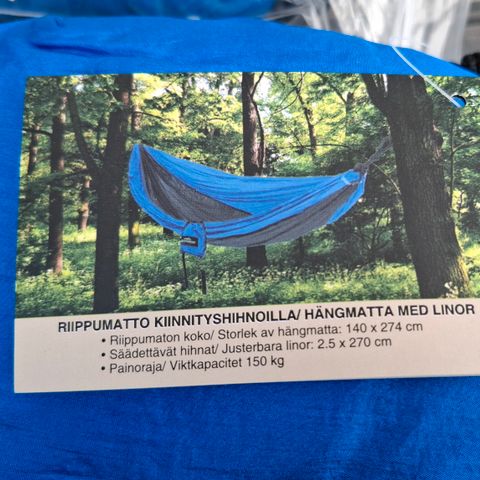 RIIPPUMATTO KIINNITYSHIHNOILLA/ HÄNGMATTA MED LINOR
• Riippumaton koko/ Storlek av hängmatta: 140 x 274 cm
• Säädettävät hihnat/ Justerbara linor: 2.5 x 270 cm
• Painoraja/ Viktkapacitet 150 kg